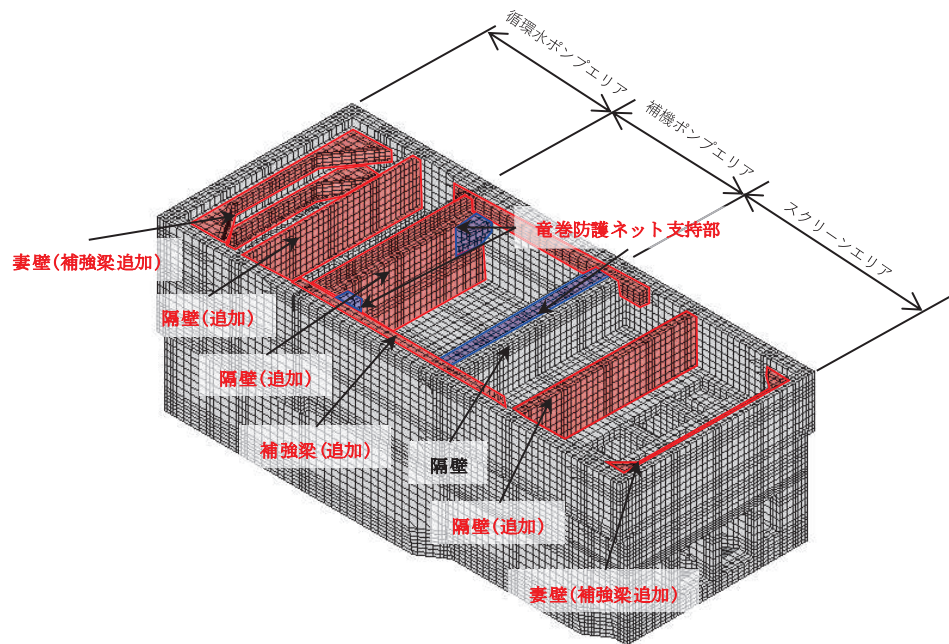 循環水ポンプエリア
補機ポンプエリア
スクリーンエリア
竜巻防護ネット支持部
妻壁(補強梁追加)
隔壁(追加)
隔壁(追加)
補強梁(追加)
隔壁
隔壁(追加)
妻壁(補強梁追加)